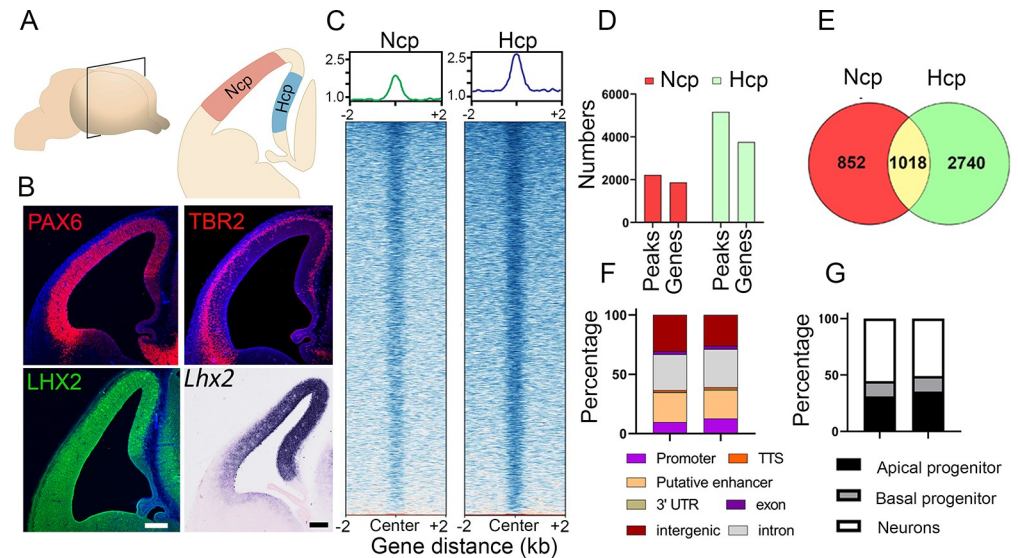 A
Ncp
Hcp
B
PAX6
TBR2
LHX2
Lhx2
C
Ncp
Hcp
2.5
1.0
2.5
1.0
-2
+2
-2
+2
-2
Center
+2
-2
Center
+2
Gene distance (kb)
D
Ncp
Hcp
6000
4000
2000
0
Numbers
Peaks
Genes
Peaks
Genes
E
Ncp
Hcp
852
1018
2740
F
100
50
0
Percentage
Promoter
TTS
Putative enhancer
3' UTR
exon
intergenic
intron
G
100
50
0
Percentage
Apical progenitor
Basal progenitor
Neurons